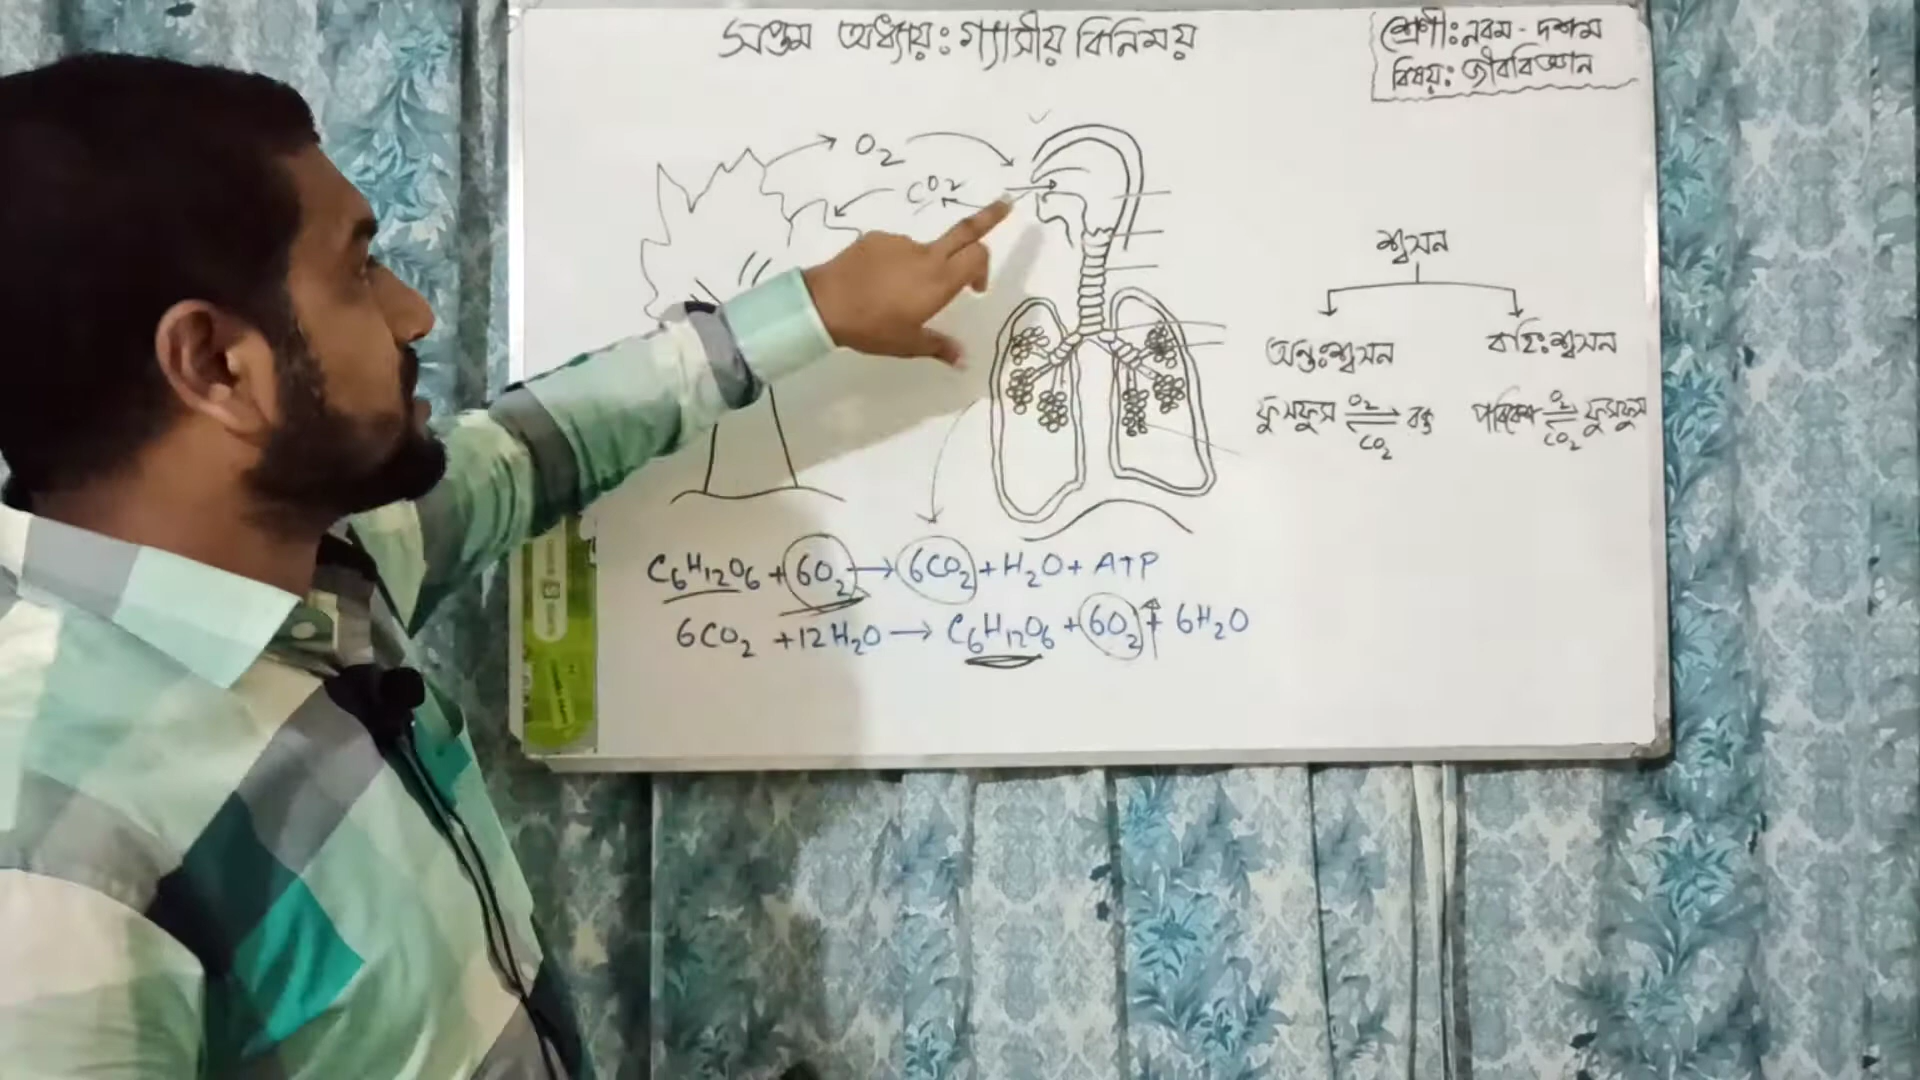 সপ্তম অধ্যায়ঃ গ্যাসীয় বিনিময়
শ্রেণীঃ নবম - দশম
বিষয়ঃ জীববিজ্ঞান
O₂
CO₂
শ্বসন
অন্তঃশ্বসন
বহিঃশ্বসন
ফুসফুস O₂ CO₂ রক্ত
পরিবেশ O₂ CO₂ ফুসফুস
C₆H₁₂O₆ + 6O₂ → 6CO₂ + H₂O + ATP
6CO₂ + 12H₂O → C₆H₁₂O₆ + 6O₂ + 6H₂O